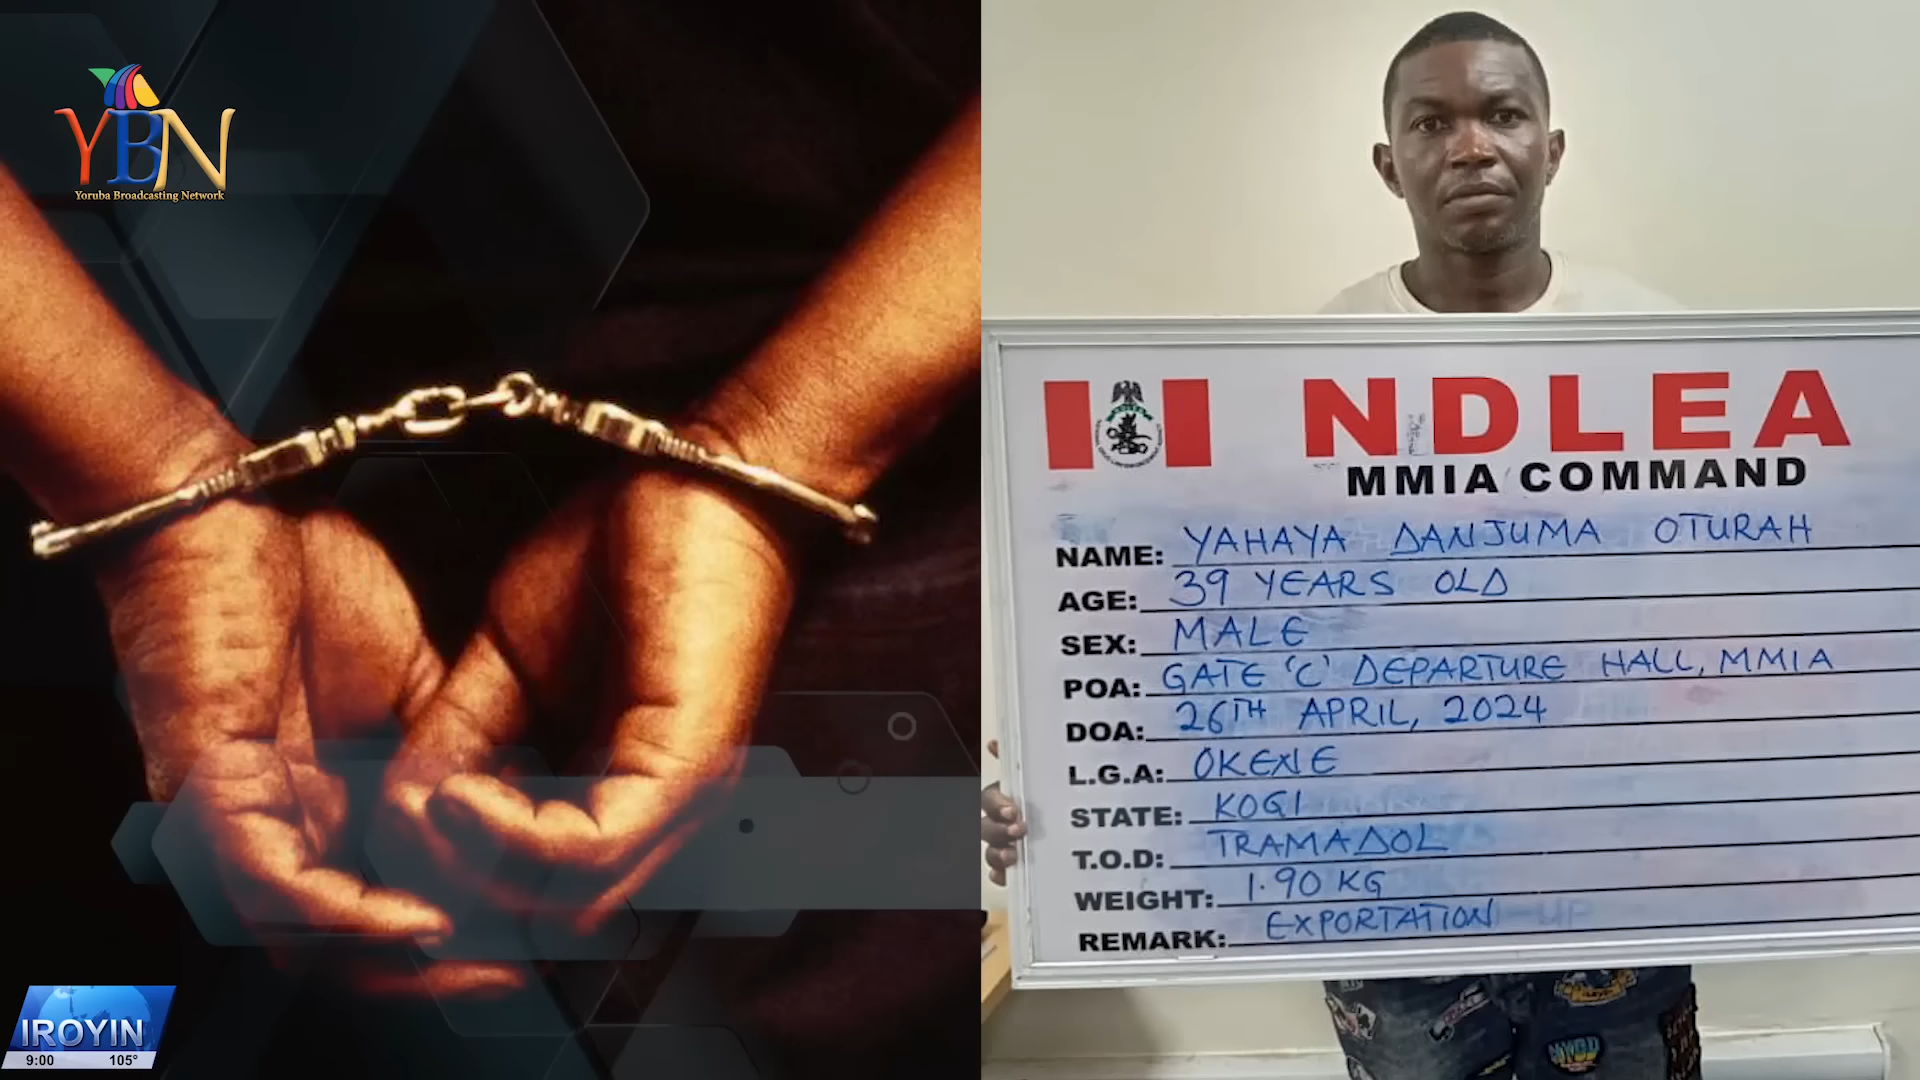 YBN
Yoruba Broadcasting Network
NDLEA
MMIA COMMAND
NAME: YAHAYA DANJUMA OTURAH
AGE: 39 YEARS OLD
SEX: MALE
POA: GATE 'C' DEPARTURE HALL, MMIA
DOA: 26TH APRIL, 2024
L.G.A: OKENE
STATE: KOGI
T.O.D: TRAMADOL
WEIGHT: 1.90 KG
REMARK: EXPORTATION
IROYIN
9:00 105°